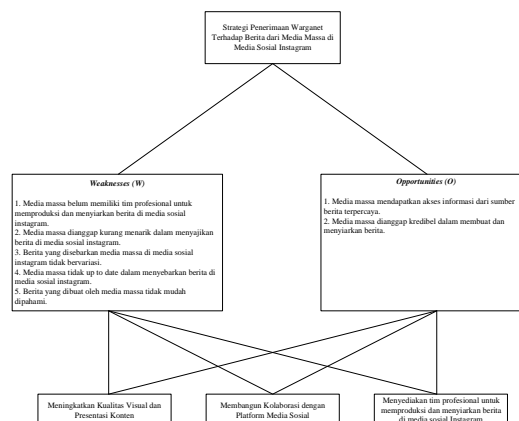 Strategi Penerimaan Warganet
Terhadap Berita dari Media Massa di
Media Sosial Instagram
Weaknesses (W)
1. Media massa belum memiliki tim profesional untuk
memproduksi dan menyiarkan berita di media sosial
instagram.
2. Media massa dianggap kurang menarik dalam menyajikan
berita di media sosial instagram.
3. Berita yang disebarkan media massa di media sosial
instagram tidak bervariasi.
4. Media massa tidak up to date dalam menyebarkan berita di
media sosial instagram.
5. Berita yang dibuat oleh media massa tidak mudah
dipahami.
Opportunities (O)
1. Media massa mendapatkan akses informasi dari sumber
berita terpercaya.
2. Media massa dianggap kredibel dalam membuat dan
menyiarkan berita.
Meningkatkan Kualitas Visual dan
Presentasi Konten
Membangun Kolaborasi dengan
Platform Media Sosial
Menyediakan tim profesional untuk
memproduksi dan menyiarkan berita
di media sosial Instagram